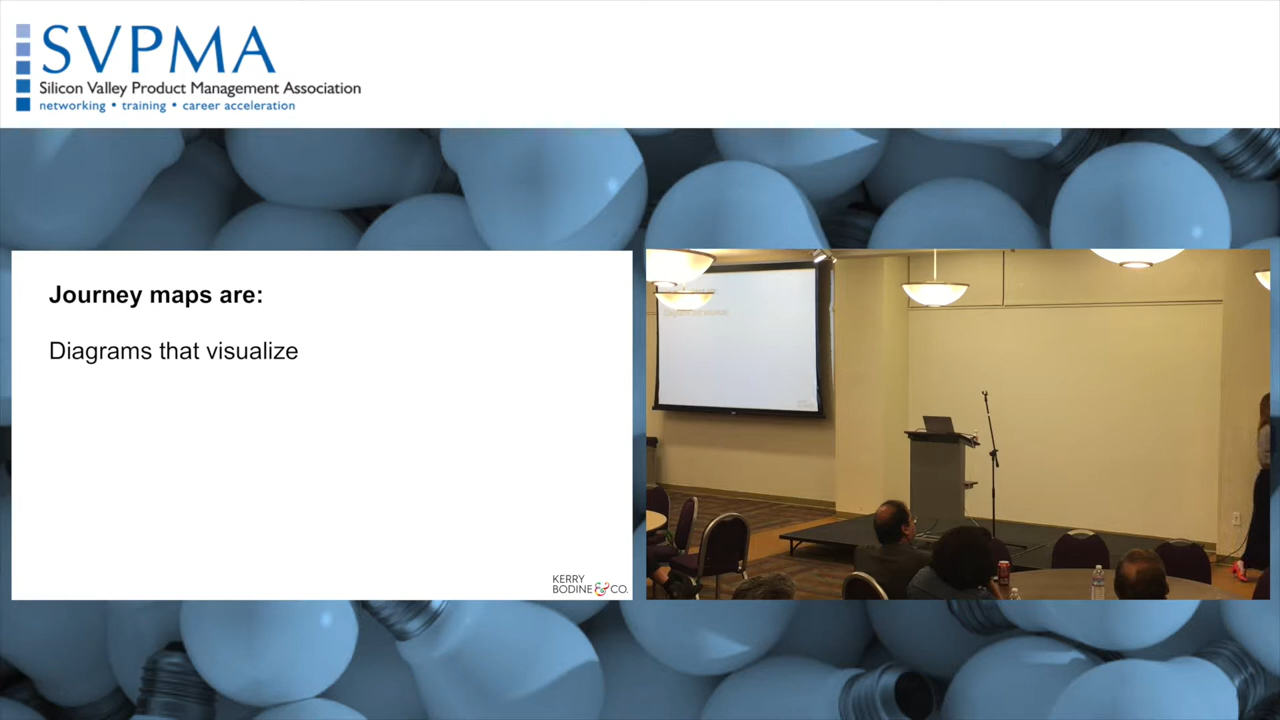 SVPMA
Silicon Valley Product Management Association
networking • training • career acceleration
Journey maps are:
Diagrams that visualize
KERRY
BODINE & CO.